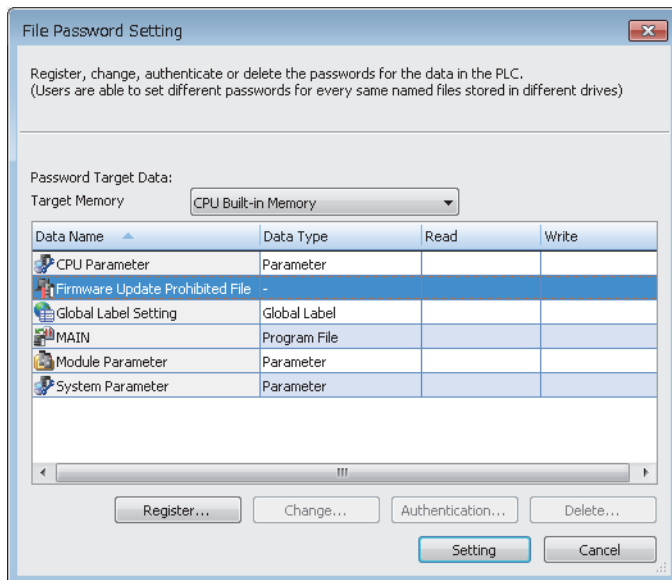 File Password Setting
Register, change, authenticate or delete the passwords for the data in the PLC.
(Users are able to set different passwords for every same named files stored in different drives)
Password Target Data:
Target Memory CPU Built-in Memory
Data Name Data Type Read Write
CPU Parameter Parameter
Firmware Update Prohibited File -
Global Label Setting Global Label
MAIN Program File
Module Parameter Parameter
System Parameter Parameter
Register... Change... Authentication... Delete...
Setting Cancel